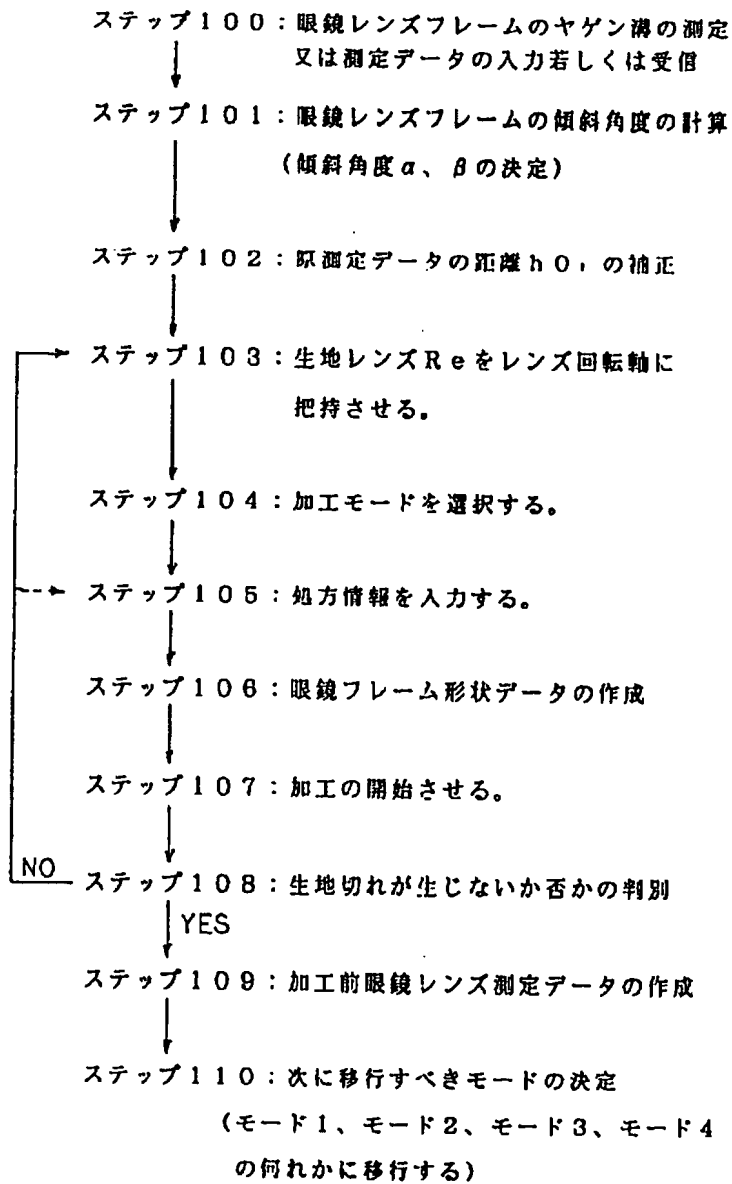 ステップ100：眼鏡レンズフレームのヤゲン溝の測定
又は測定データの入力若しくは受信
ステップ101：眼鏡レンズフレームの傾斜角度の計算
(傾斜角度α、βの決定)
ステップ102：原測定データの距離h0ｉの補正
ステップ103：生地レンズReをレンズ回転軸に
把持させる。
ステップ104：加工モードを選択する。
ステップ105：処方情報を入力する。
ステップ106：眼鏡フレーム形状データの作成
ステップ107：加工の開始させる。
NO
ステップ108：生地切れが生じないか否かの判別
YES
ステップ109：加工前眼鏡レンズ測定データの作成
ステップ110：次に移行すべきモードの決定
(モード1、モード2、モード3、モード4
の何れかに移行する)